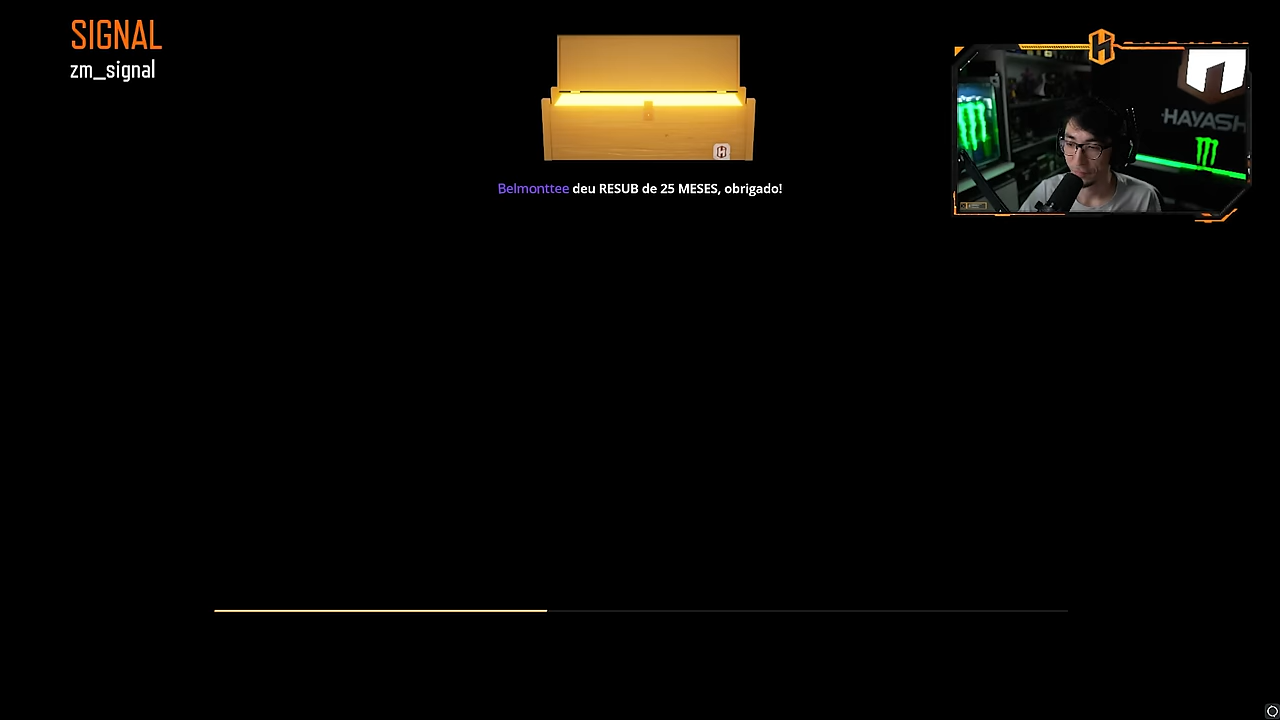 SIGNAL
zm_signal
Belmonttee deu RESUB de 25 MESES, obrigado!
HAYASH